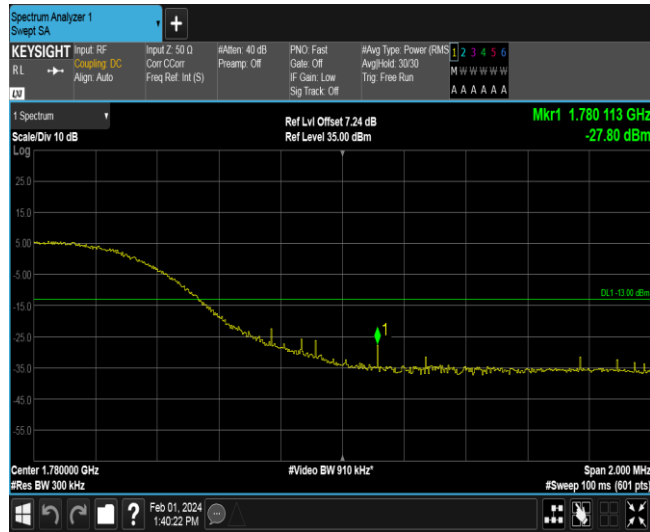 Spectrum Analyzer 1
Swept SA
KEYSIGHT
RL
LXI
Input: RF
Coupling: DC
Align: Auto
Input Z: 50 Ω
Corr CCorr
Freq Ref: Int (S)
#Atten: 40 dB
Preamp: Off
PNO: Fast
Gate: Off
IF Gain: Low
Sig Track: Off
#Avg Type: Power (RMS
Avg|Hold: 30/30
Trig: Free Run
1 2 3 4 5 6
M W W W W W
A A A A A A
1 Spectrum
Scale/Div 10 dB
Ref Lvl Offset 7.24 dB
Ref Level 35.00 dBm
Mkr1 1.780 113 GHz
-27.80 dBm
Log
25.0
15.0
5.00
-5.00
DL1 -13.00 dBm
-15.0
-25.0
1
-35.0
-45.0
-55.0
Center 1.780000 GHz
#Res BW 300 kHz
#Video BW 910 kHz*
Span 2.000 MHz
#Sweep 100 ms (601 pts)
?
Feb 01, 2024
1:40:22 PM